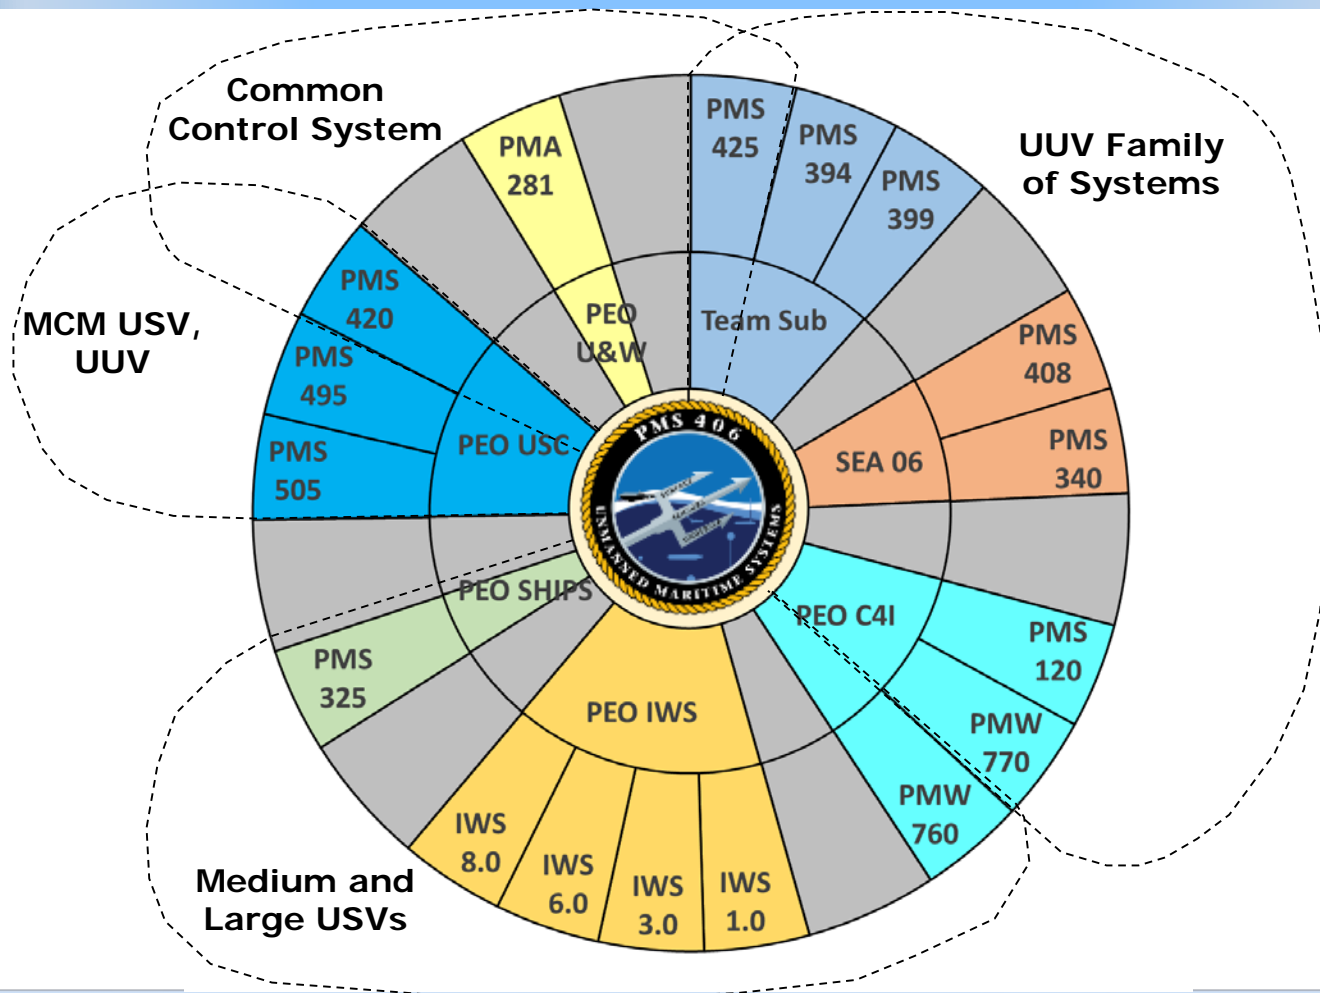 Common
Control System
UUV Family
of Systems
MCM USV,
UUV
Medium and
Large USVs
PMS
425
PMS
394
PMS
399
PMS
408
PMS
340
PMS
120
PMW
770
PMW
760
IWS
1.0
IWS
3.0
IWS
6.0
IWS
8.0
PMS
325
PMS
505
PMS
495
PMS
420
PMA
281
PEO
U&W
Team Sub
SEA 06
PEO C4I
PEO IWS
PEO SHIPS
PEO USC
PMS 406
UNMANNED MARITIME SYSTEMS